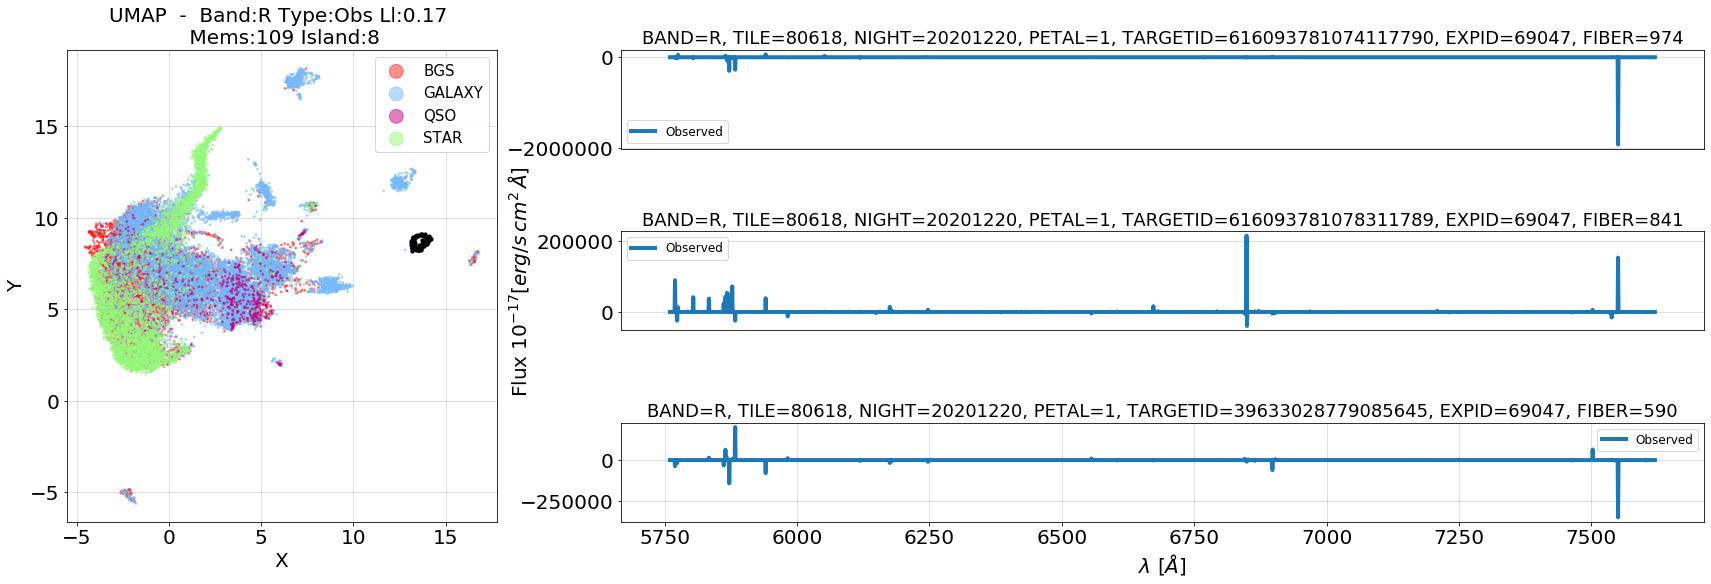 UMAP  -  Band:R Type:Obs Ll:0.17
Mems:109 Island:8
BGS
GALAXY
QSO
STAR
15
10
5
0
−5
Y
−5
0
5
10
15
X
Flux 10⁻¹⁷[erg/s cm² Å]
BAND=R, TILE=80618, NIGHT=20201220, PETAL=1, TARGETID=616093781074117790, EXPID=69047, FIBER=974
0
−2000000
Observed
BAND=R, TILE=80618, NIGHT=20201220, PETAL=1, TARGETID=616093781078311789, EXPID=69047, FIBER=841
200000
0
Observed
BAND=R, TILE=80618, NIGHT=20201220, PETAL=1, TARGETID=39633028779085645, EXPID=69047, FIBER=590
0
−250000
Observed
5750
6000
6250
6500
6750
7000
7250
7500
λ [Å]